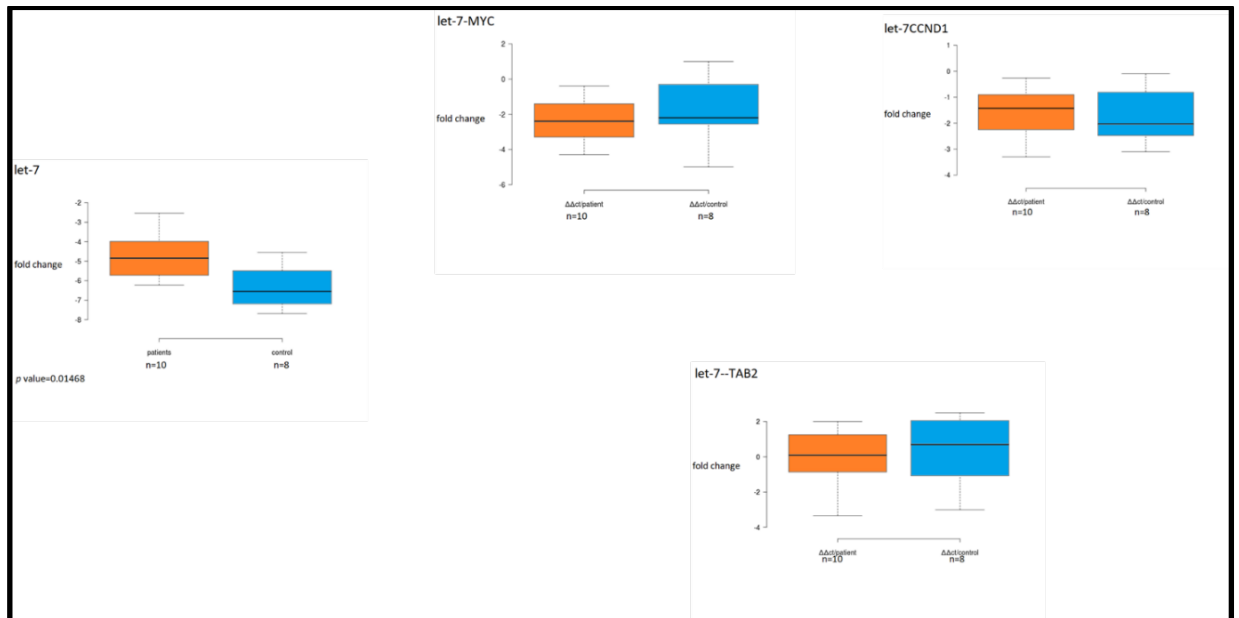 let-7
-2
-3
-4
-5
-6
-7
-8
fold change
patients control
n=10 n=8
p value=0.01468
let-7-MYC
2
0
-2
-4
-6
fold change
ΔΔct/patient ΔΔct/control
n=10 n=8
let-7CCND1
1
0
-1
-2
-3
-4
fold change
ΔΔct/patient ΔΔct/control
n=10 n=8
let-7--TAB2
2
0
-2
-4
fold change
ΔΔct/patient ΔΔct/control
n=10 n=8